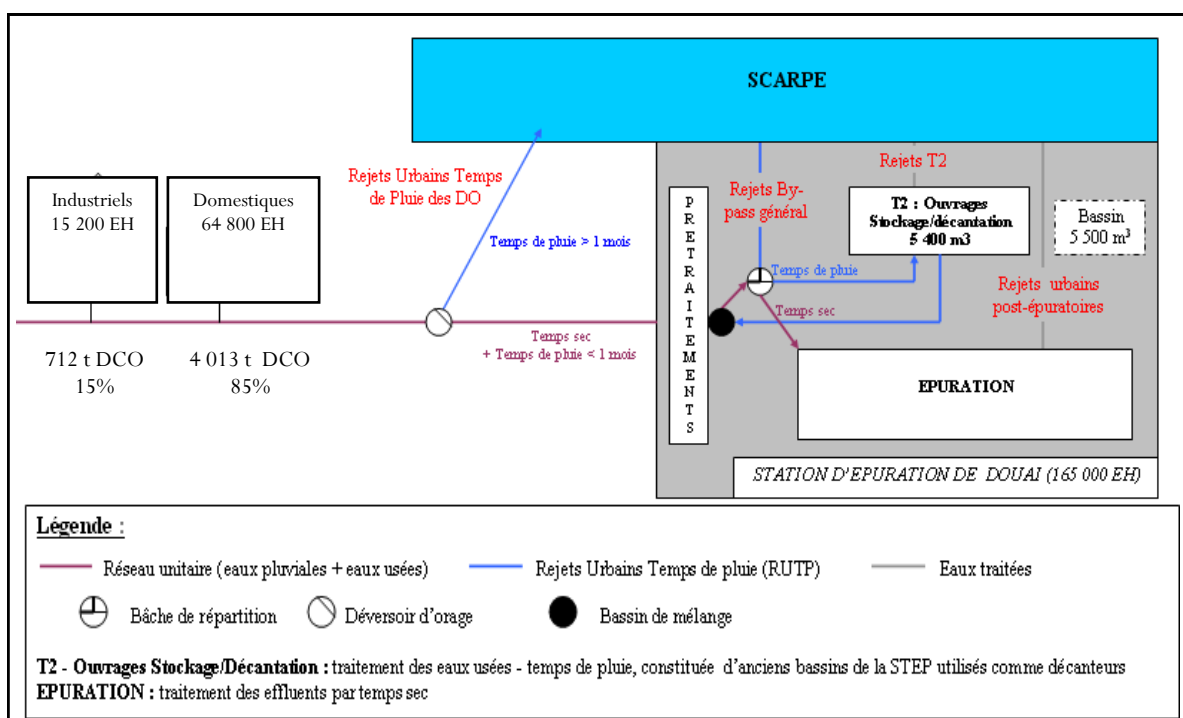 SCARPE
Industriels
15 200 EH
Domestiques
64 800 EH
712 t DCO
15%
4 013 t DCO
85%
Rejets Urbains Temps
de Pluie des DO
Temps de pluie > 1 mois
Temps sec
+ Temps de pluie < 1 mois
PRETRAITEMENTS
Rejets By-
pass général
Rejets T2
T2 : Ouvrages
Stockage/décantation
5 400 m3
Bassin
5 500 m³
Temps de pluie
Temps sec
Rejets urbains
post-épuratoires
EPURATION
STATION D'EPURATION DE DOUAI (165 000 EH)
Légende :
Réseau unitaire (eaux pluviales + eaux usées)
Rejets Urbains Temps de pluie (RUTP)
Eaux traitées
Bâche de répartition
Déversoir d'orage
Bassin de mélange
T2 - Ouvrages Stockage/Décantation : traitement des eaux usées - temps de pluie, constituée d'anciens bassins de la STEP utilisés comme décanteurs
EPURATION : traitement des effluents par temps sec